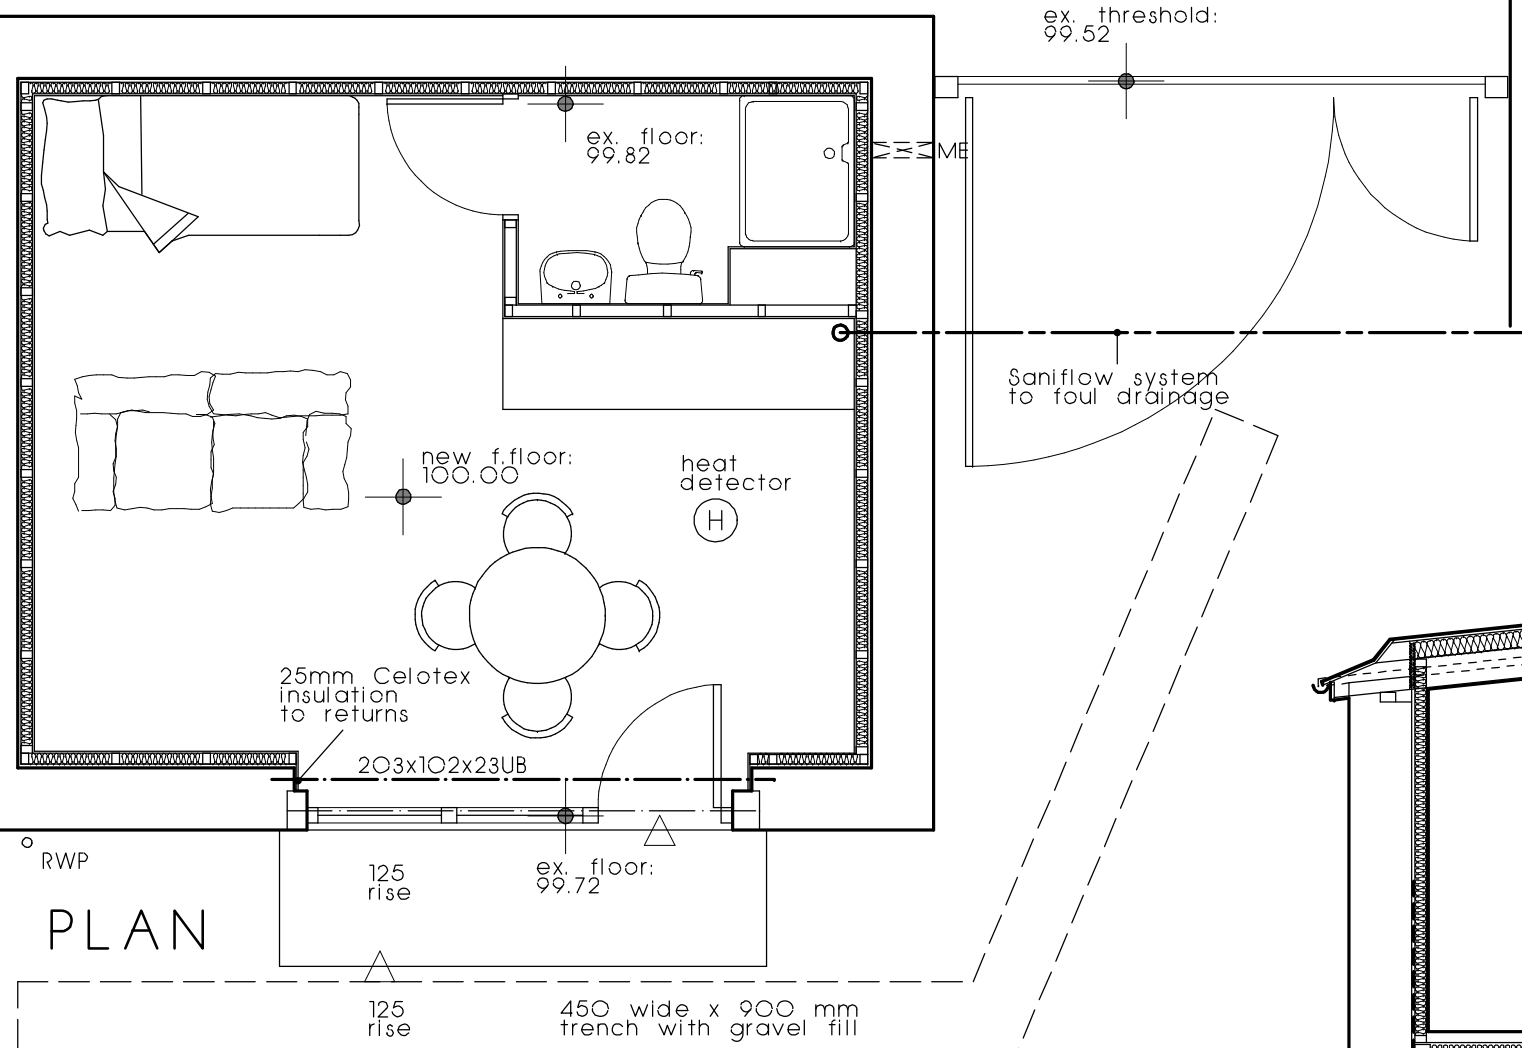 ex. threshold:
99.52
ex. floor:
99.82
ME
Saniflow system
to foul drainage
new f.floor:
100.00
heat
detector
H
25mm Celotex
insulation
to returns
203x102x23UB
RWP
125
rise
ex. floor:
99.72
PLAN
125
rise
450 wide x 900 mm
trench with gravel fill